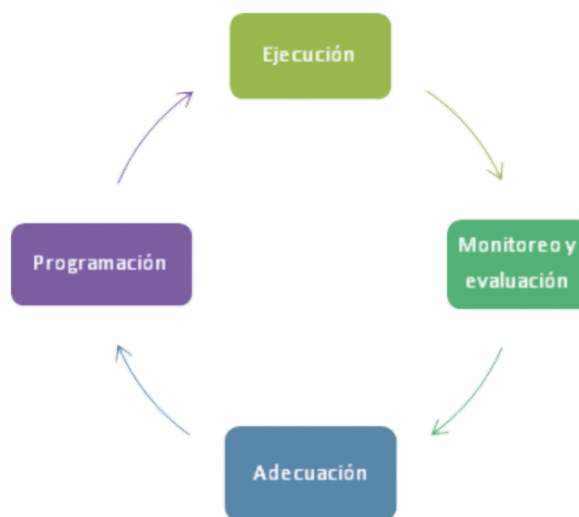 Ejecución
Monitoreo y
evaluación
Adecuación
Programación